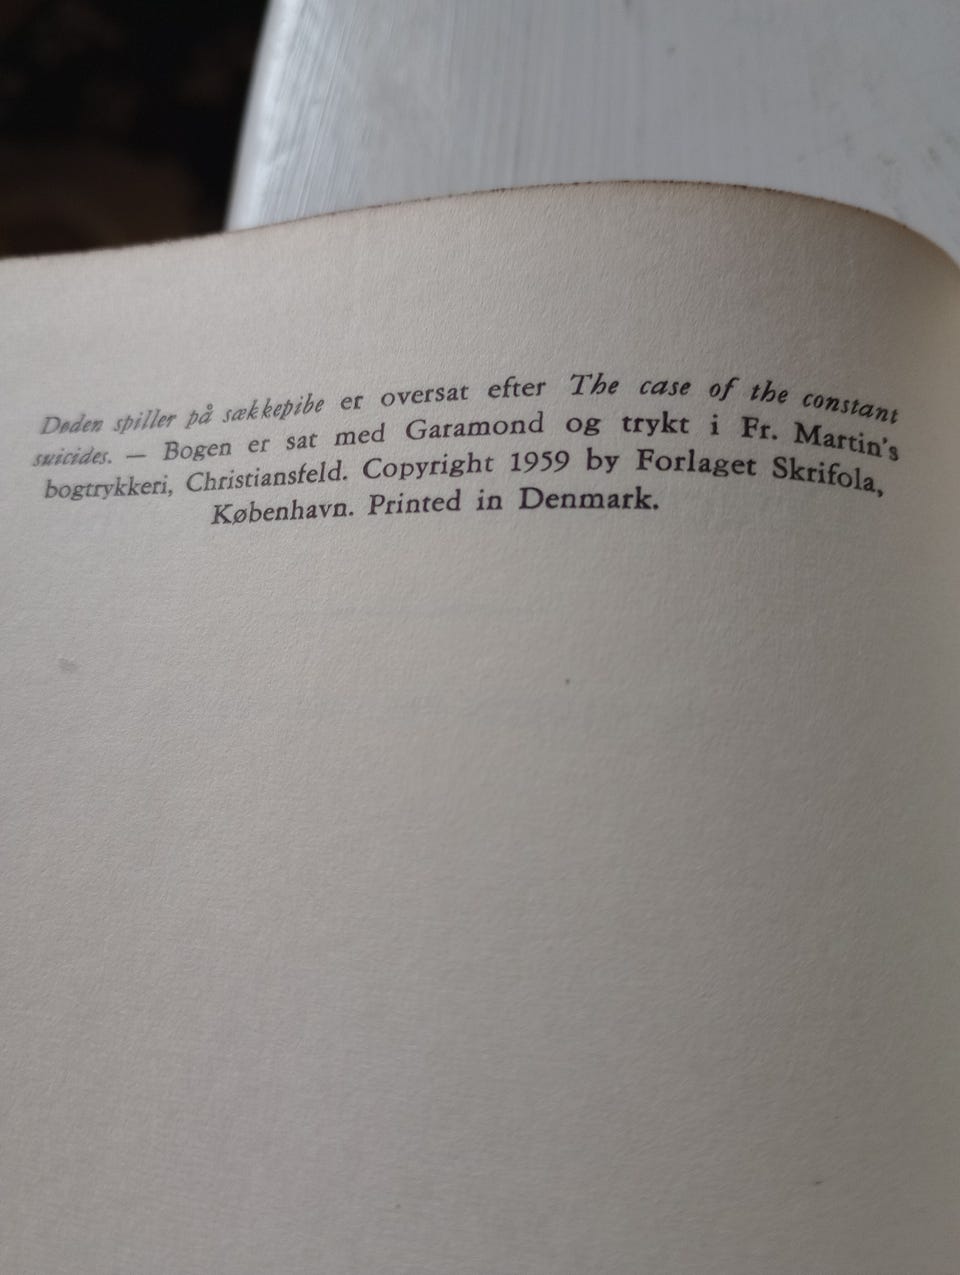 Døden spiller på sækkepibe er oversat efter The case of the constant
suicides. — Bogen er sat med Garamond og trykt i Fr. Martin's
bogtrykkeri, Christiansfeld. Copyright 1959 by Forlaget Skrifola,
København. Printed in Denmark.